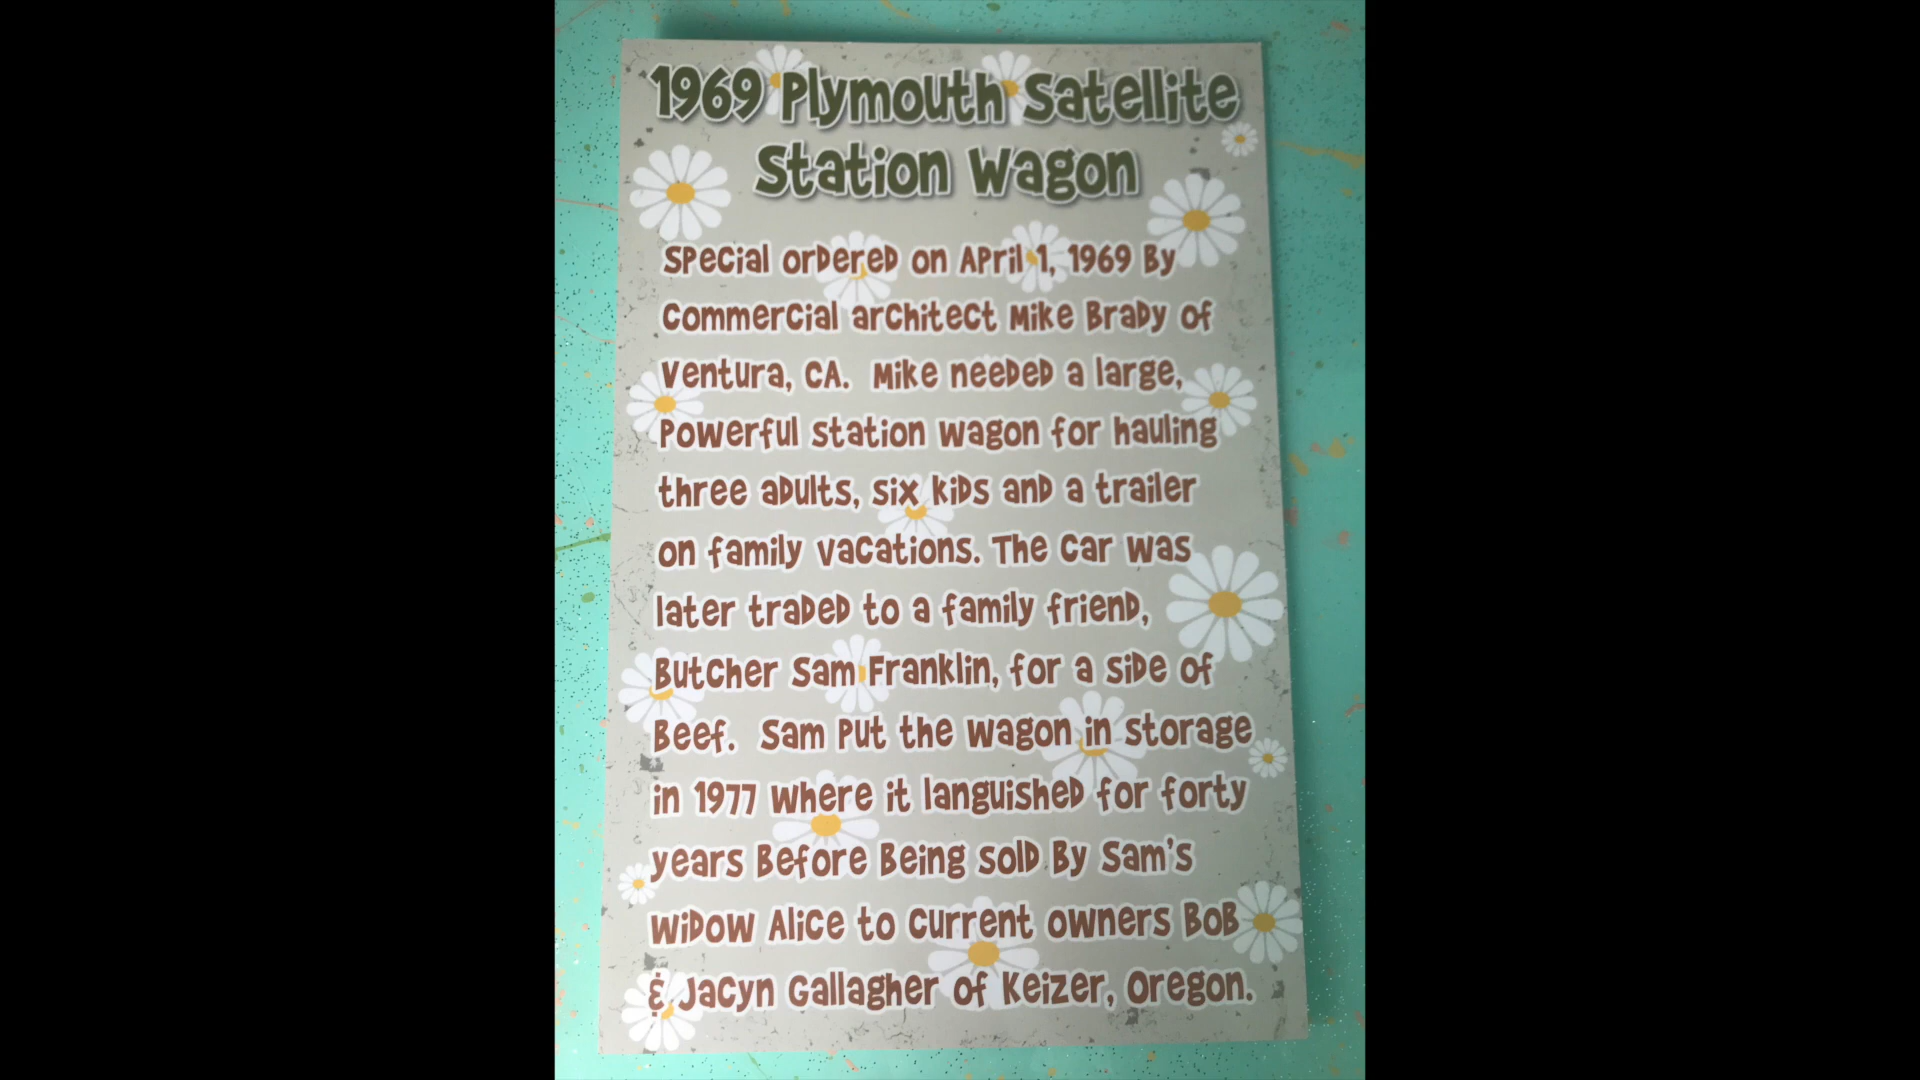 1969 Plymouth Satellite
Station Wagon
Special ordered on April 1, 1969 By
Commercial architect Mike Brady of
Ventura, CA. Mike needed a large,
Powerful station wagon for hauling
three adults, six kids and a trailer
on family vacations. The car was
later traded to a family friend,
Butcher Sam Franklin, for a side of
Beef. Sam put the wagon in storage
in 1977 where it languished for forty
years Before Being sold By Sam's
widow Alice to current owners Bob
& Jacyn Gallagher of Keizer, Oregon.